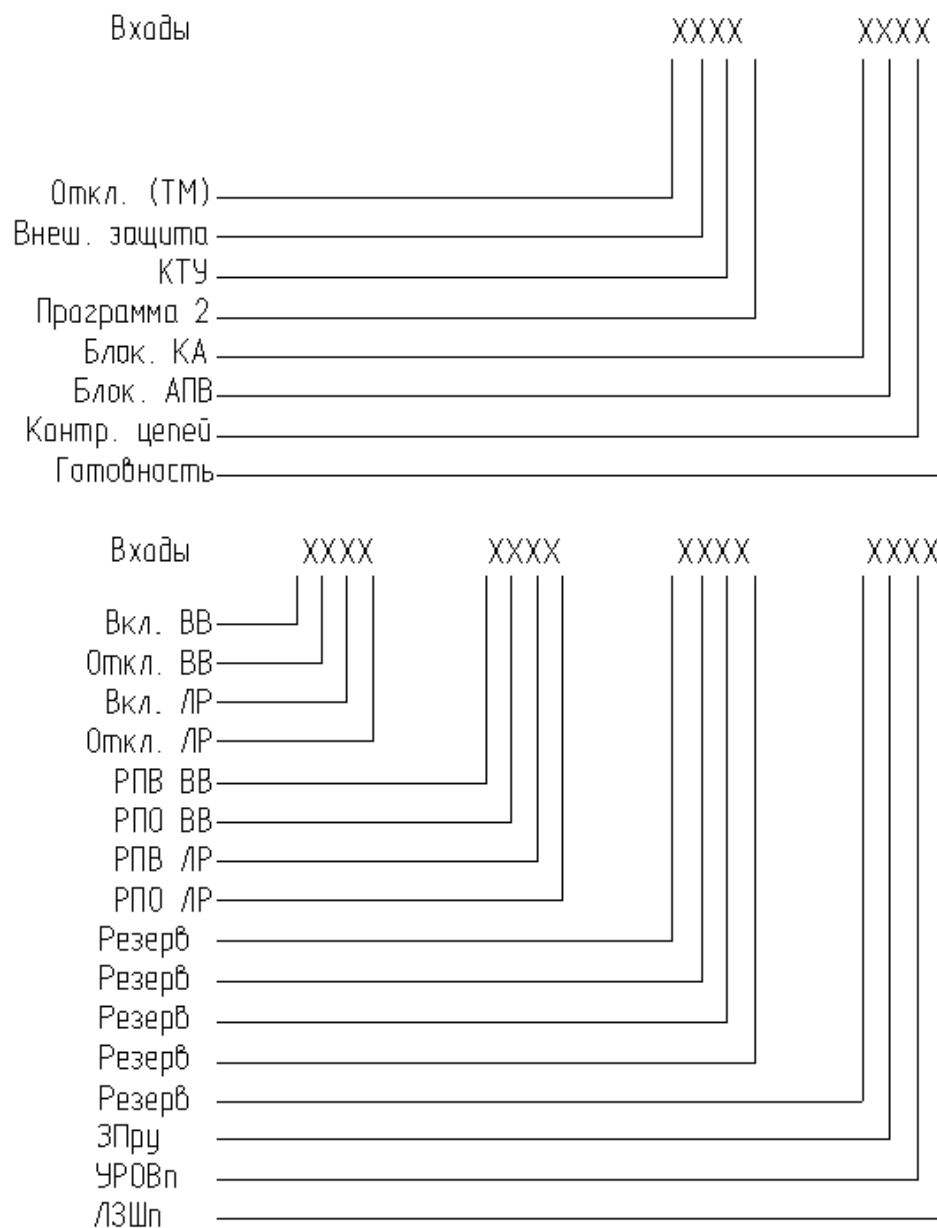 Входы XXXX XXXX
Откл. (ТМ)
Внеш. защита
КТУ
Программа 2
Блок. КА
Блок. АПВ
Контр. цепей
Готовность
Входы XXXX XXXX XXXX XXXX
Вкл. ВВ
Откл. ВВ
Вкл. ЛР
Откл. ЛР
РПВ ВВ
РПО ВВ
РПВ ЛР
РПО ЛР
Резерв
Резерв
Резерв
Резерв
Резерв
ЗПру
УРОВп
ЛЗШп